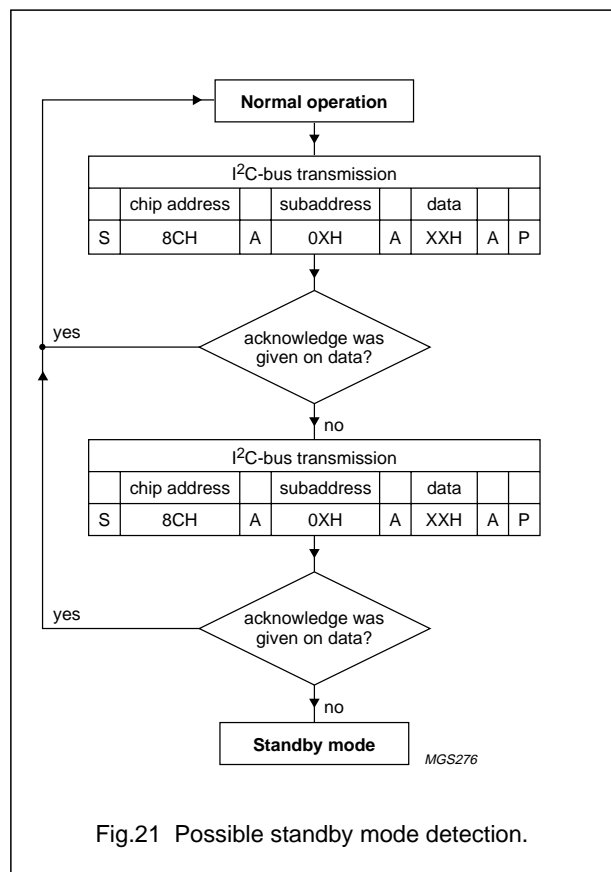 Normal operation
I²C-bus transmission
chip address subaddress data
S 8CH A 0XH A XXH A P
yes
acknowledge was
given on data?
no
I²C-bus transmission
chip address subaddress data
S 8CH A 0XH A XXH A P
yes
acknowledge was
given on data?
no
Standby mode
MGS276
Fig.21 Possible standby mode detection.